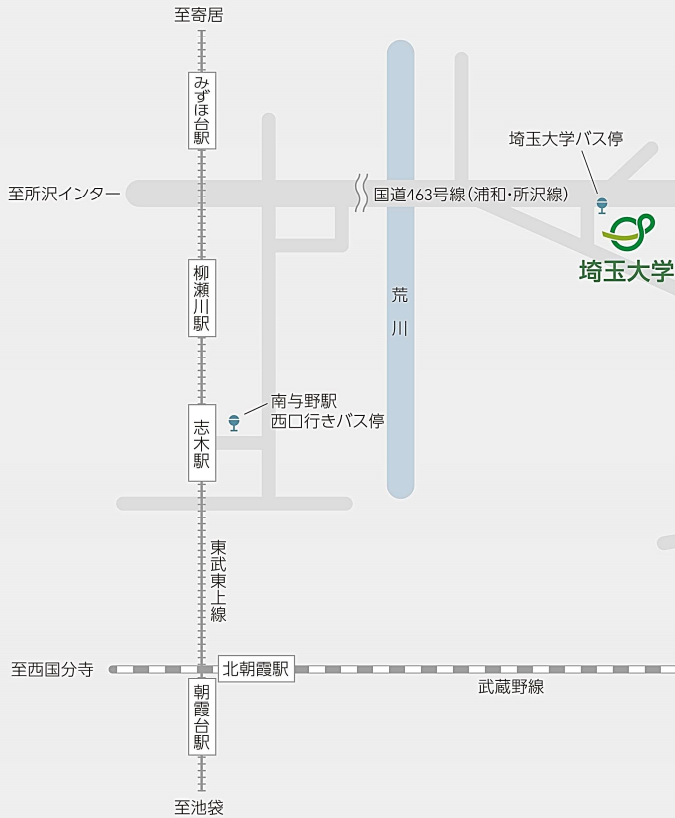 至寄居
みずほ台駅
埼玉大学バス停
至所沢インター
国道463号線(浦和・所沢線)
埼玉大学
柳瀬川駅
荒川
南与野駅
西口行きバス停
志木駅
東武東上線
至西国分寺
北朝霞駅
武蔵野線
朝霞台駅
至池袋